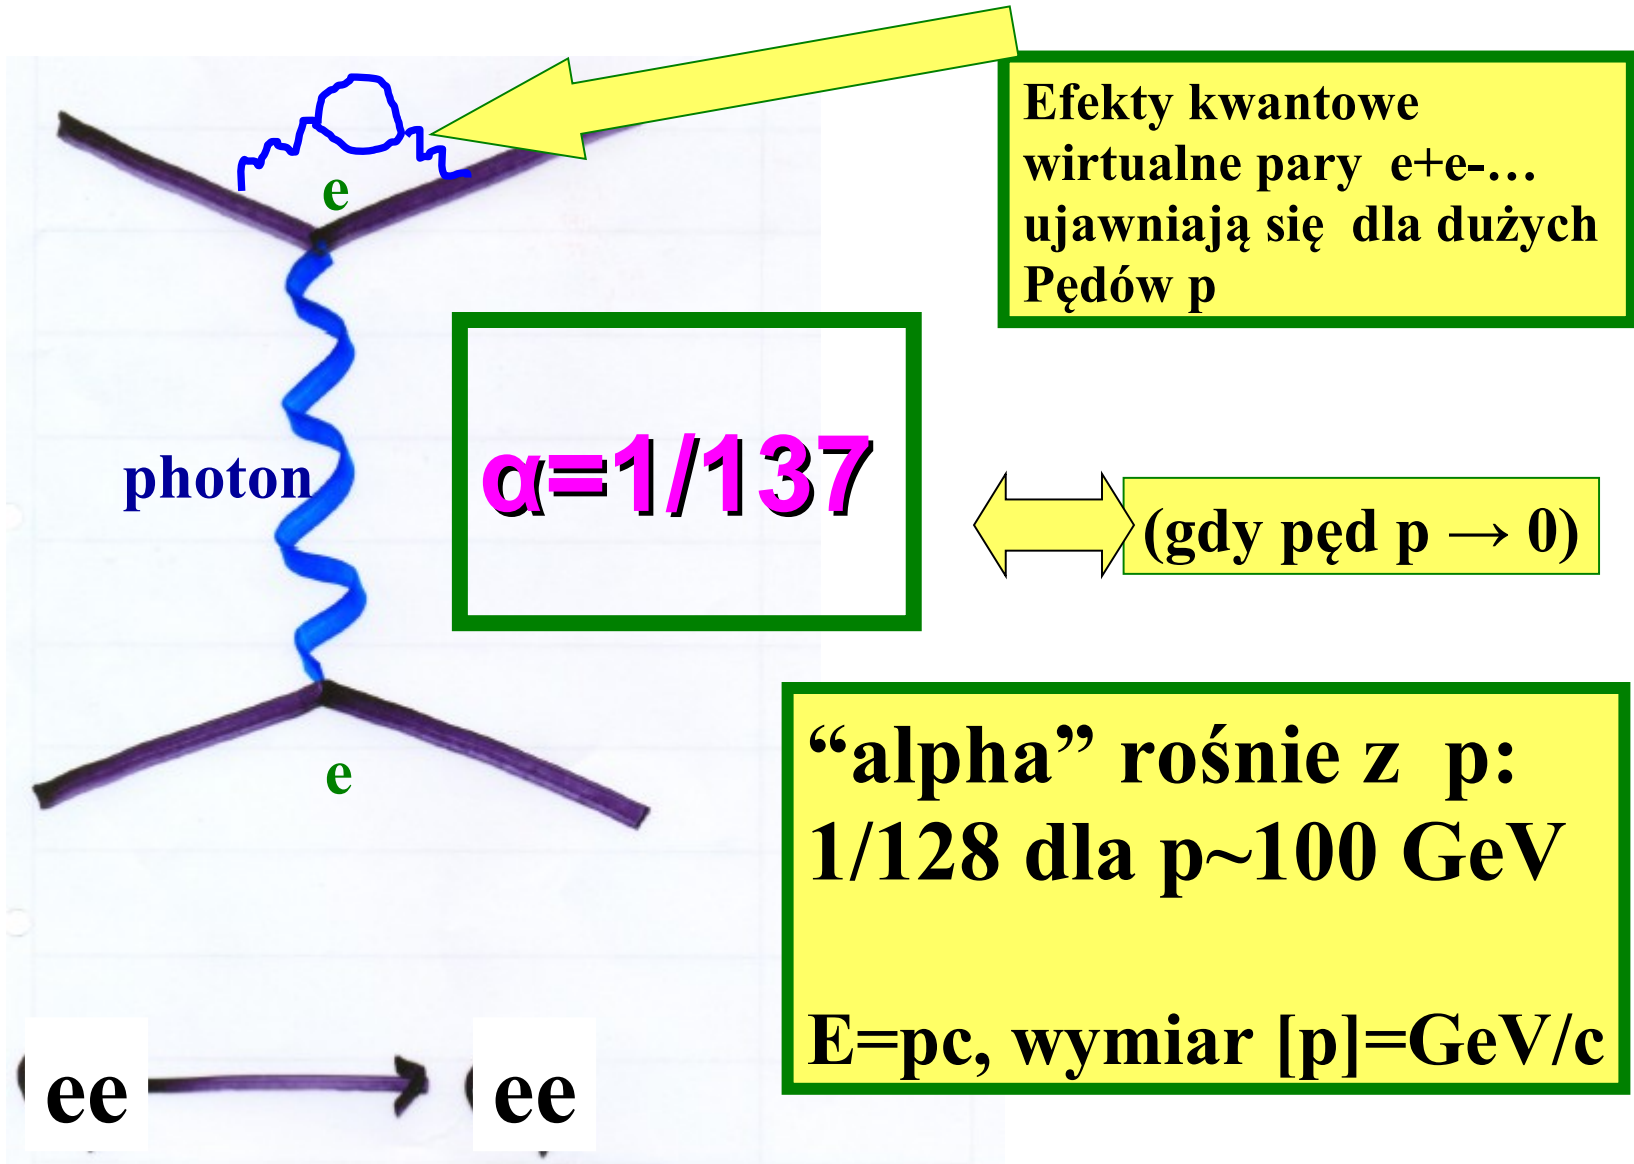 Efekty kwantowe
wirtualne pary e+e-…
ujawniają się dla dużych
Pędów p
e
photon
α=1/137
(gdy pęd p → 0)
e
“alpha” rośnie z p:
1/128 dla p~100 GeV
E=pc, wymiar [p]=GeV/c
ee
ee